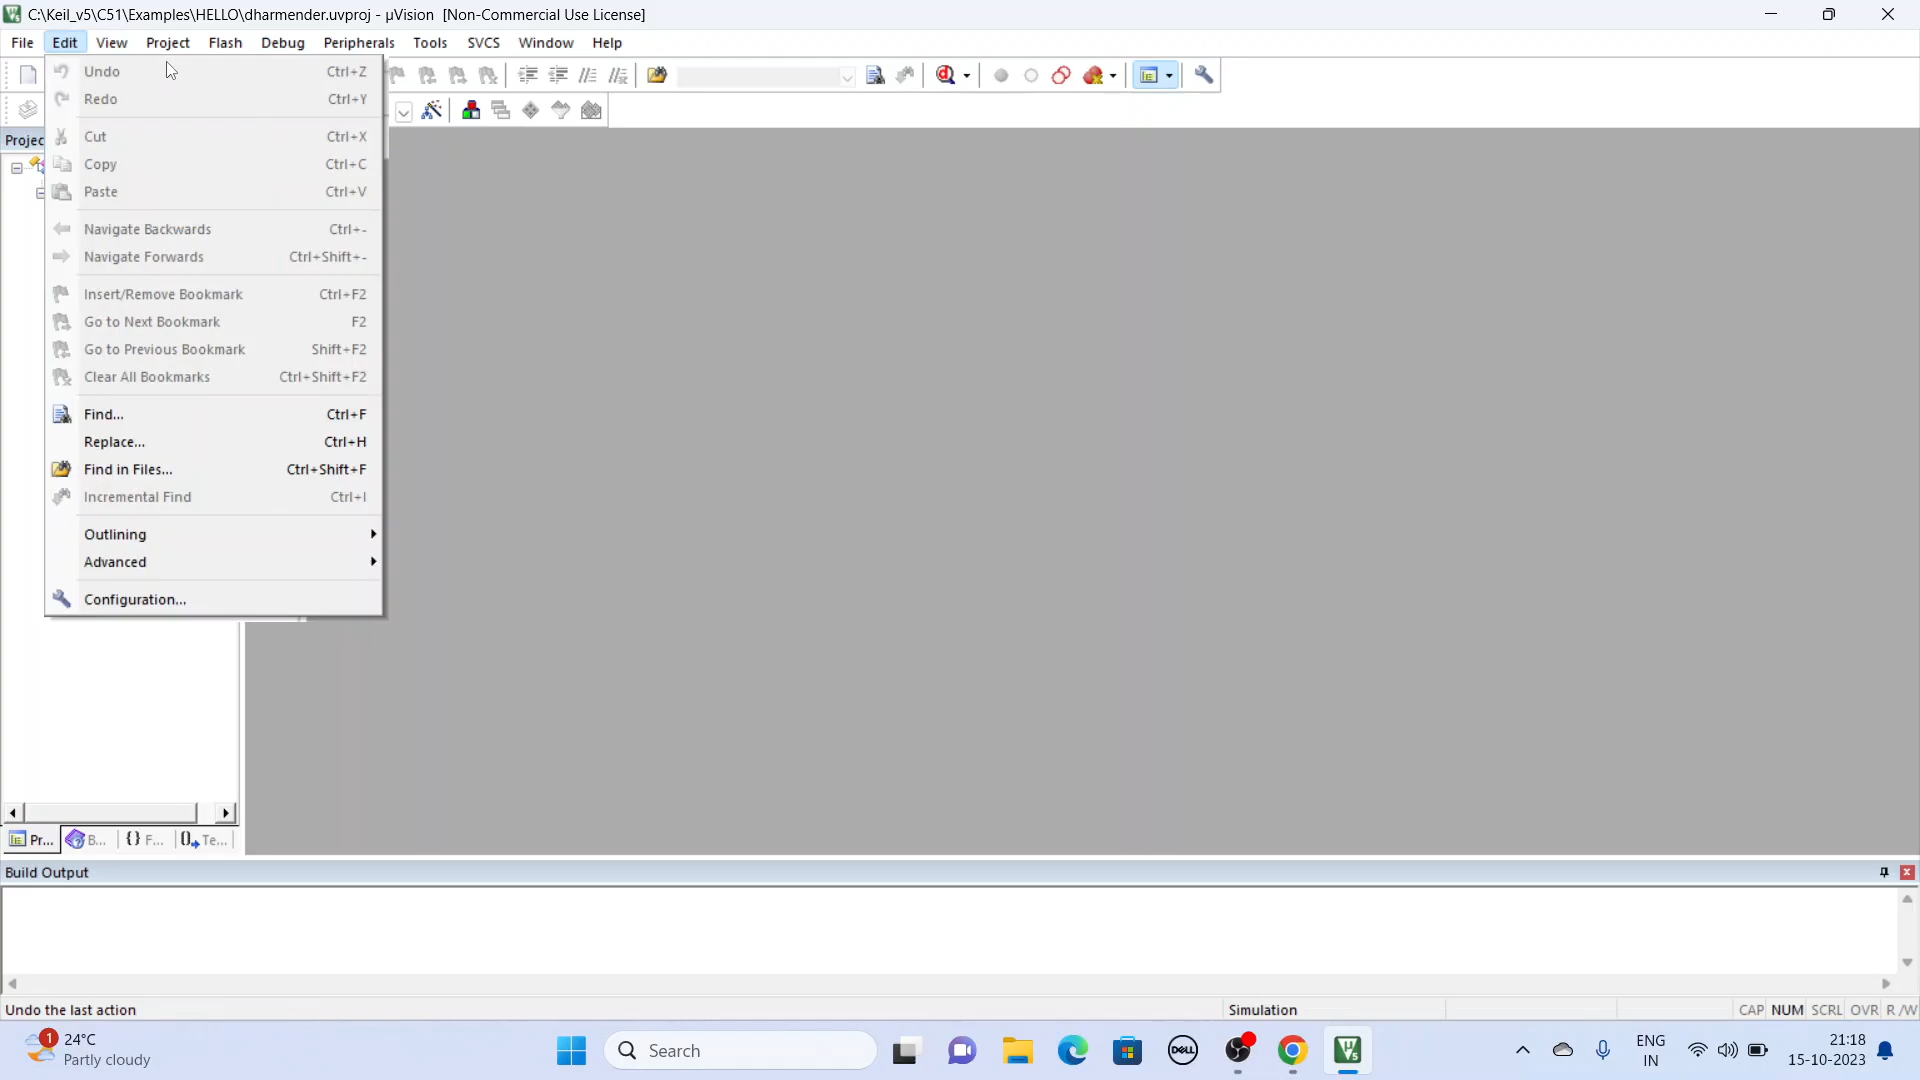 C:\Keil_v5\C51\Examples\HELLO\dharmender.uvproj - µVision [Non-Commercial Use License]
File Edit View Project Flash Debug Peripherals Tools SVCS Window Help
Undo Ctrl+Z
Redo Ctrl+Y
Projec
Cut Ctrl+X
Copy Ctrl+C
Paste Ctrl+V
Navigate Backwards Ctrl+-
Navigate Forwards Ctrl+Shift+-
Insert/Remove Bookmark Ctrl+F2
Go to Next Bookmark F2
Go to Previous Bookmark Shift+F2
Clear All Bookmarks Ctrl+Shift+F2
Find... Ctrl+F
Replace... Ctrl+H
Find in Files... Ctrl+Shift+F
Incremental Find Ctrl+I
Outlining
Advanced
Configuration...
Pr... B... {} F... Te...
Build Output
Undo the last action Simulation CAP NUM SCRL OVR R/W
1 24°C
Partly cloudy
Search
DELL
ENG
IN
21:18
15-10-2023